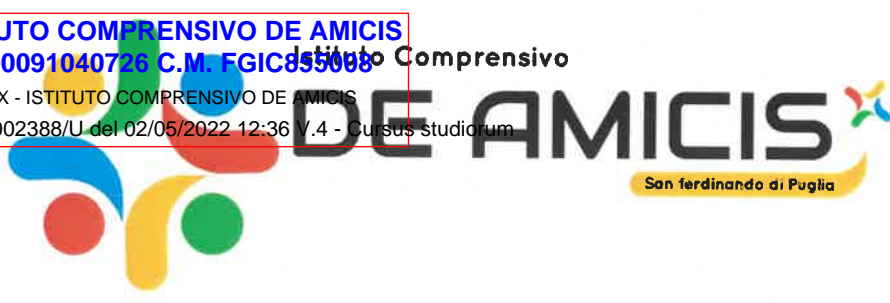 UTO COMPRENSIVO DE AMICIS
0091040726 C.M. FGIC855008
X - ISTITUTO COMPRENSIVO DE AMICIS
002388/U del 02/05/2022 12:36 V.4 - Cursus studiorum
Istituto Comprensivo
DE AMICIS
San ferdinando di Puglia